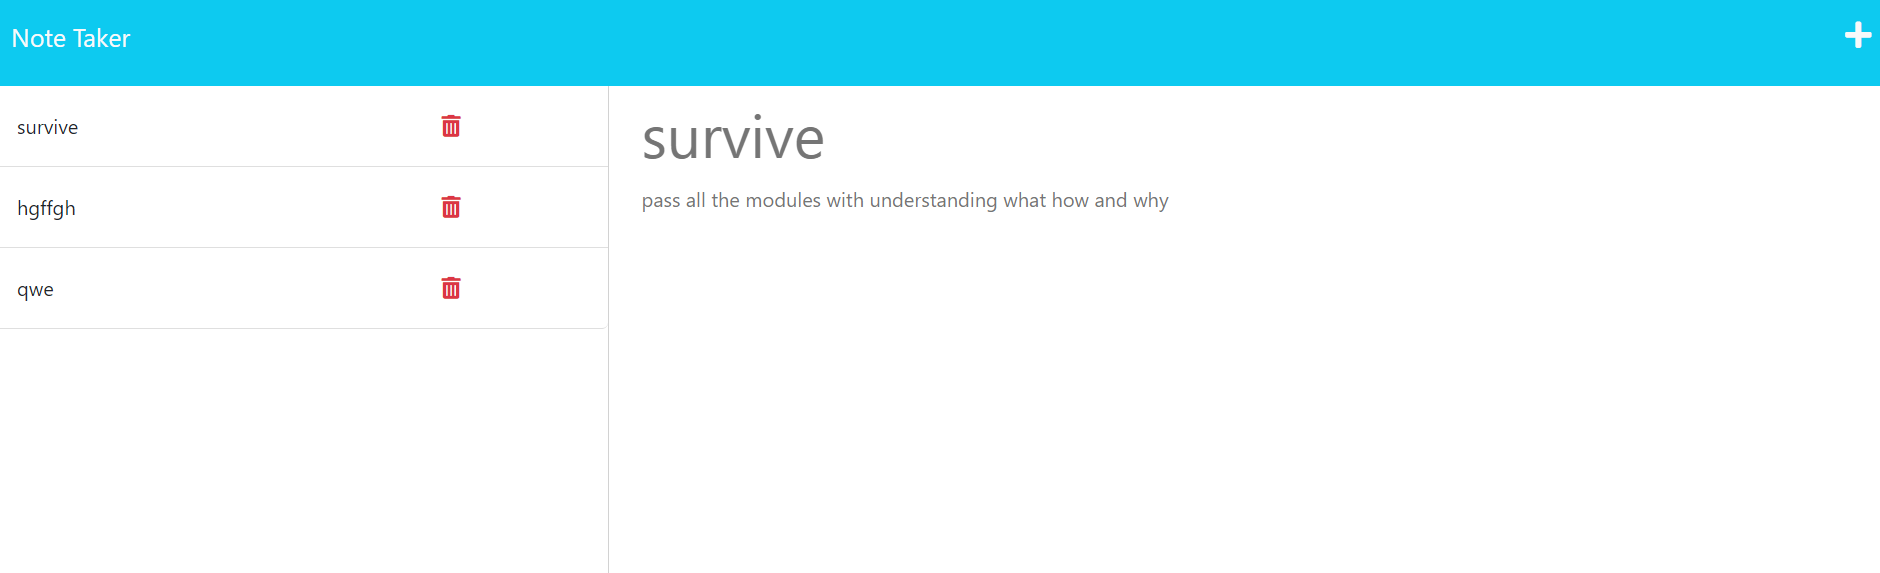 Note Taker
survive
hgffgh
qwe
survive
pass all the modules with understanding what how and why